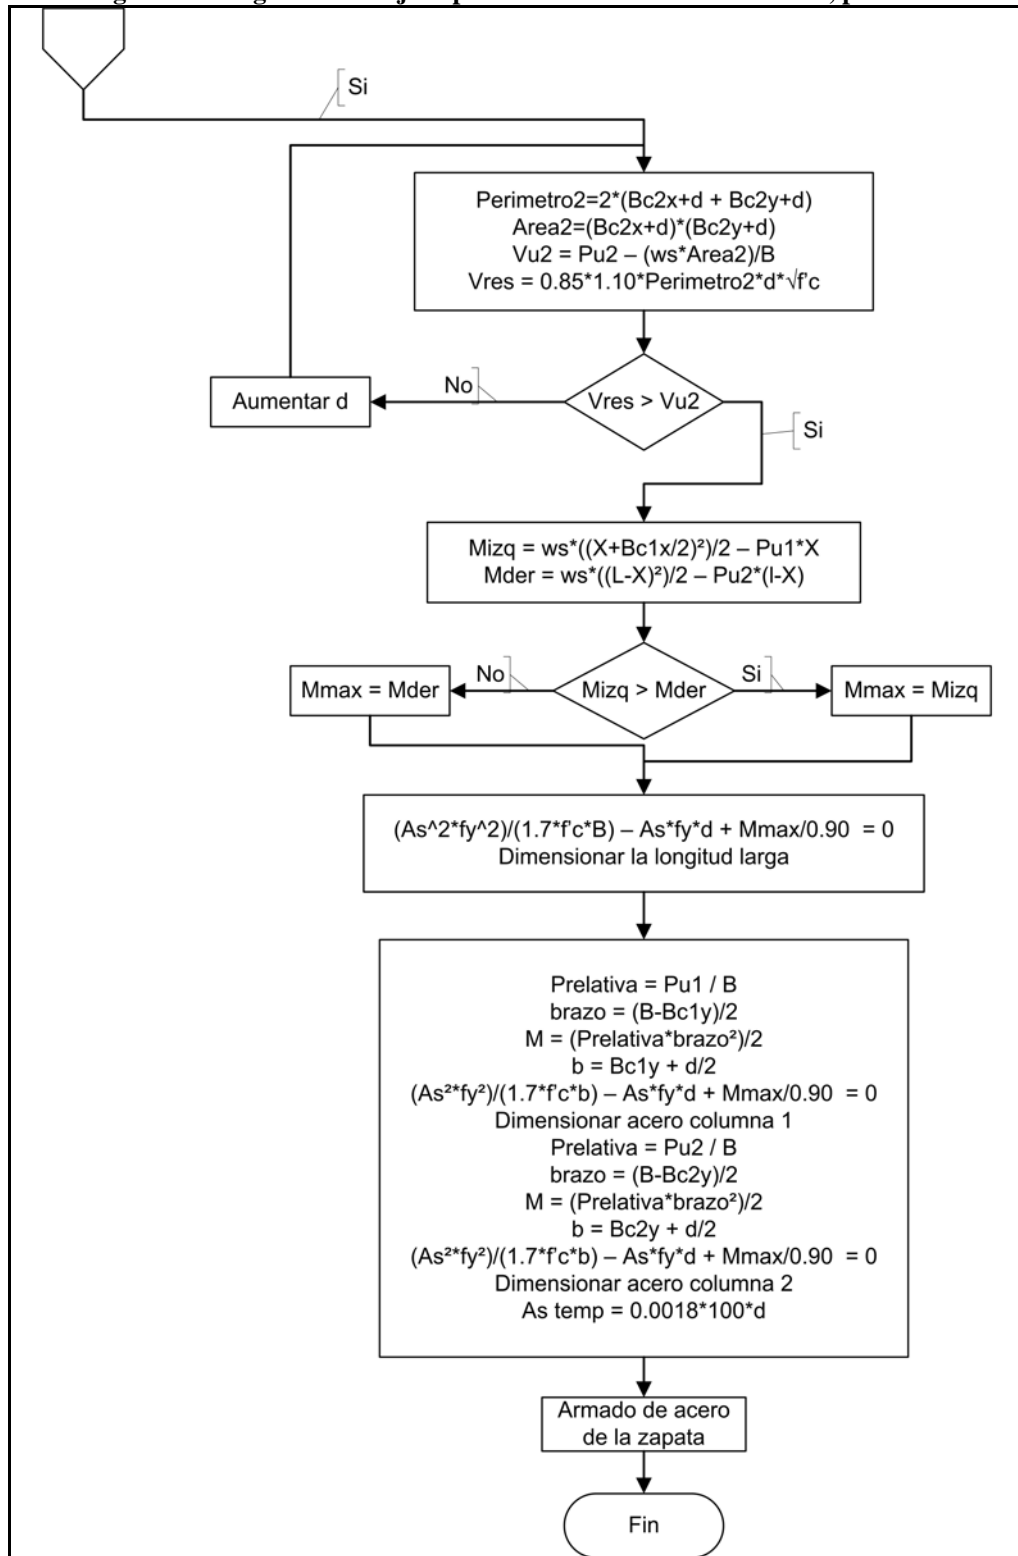 Si
Perimetro2=2*(Bc2x+d + Bc2y+d)
Area2=(Bc2x+d)*(Bc2y+d)
Vu2 = Pu2 – (ws*Area2)/B
Vres = 0.85*1.10*Perimetro2*d*√f'c
Aumentar d
No
Vres > Vu2
Si
Mizq = ws*((X+Bc1x/2)²)/2 – Pu1*X
Mder = ws*((L-X)²)/2 – Pu2*(l-X)
Mmax = Mder
No
Mizq > Mder
Si
Mmax = Mizq
(As^2*fy^2)/(1.7*f'c*B) – As*fy*d + Mmax/0.90 = 0
Dimensionar la longitud larga
Prelativa = Pu1 / B
brazo = (B-Bc1y)/2
M = (Prelativa*brazo²)/2
b = Bc1y + d/2
(As²*fy²)/(1.7*f'c*b) – As*fy*d + Mmax/0.90 = 0
Dimensionar acero columna 1
Prelativa = Pu2 / B
brazo = (B-Bc2y)/2
M = (Prelativa*brazo²)/2
b = Bc2y + d/2
(As²*fy²)/(1.7*f'c*b) – As*fy*d + Mmax/0.90 = 0
Dimensionar acero columna 2
As temp = 0.0018*100*d
Armado de acero
de la zapata
Fin